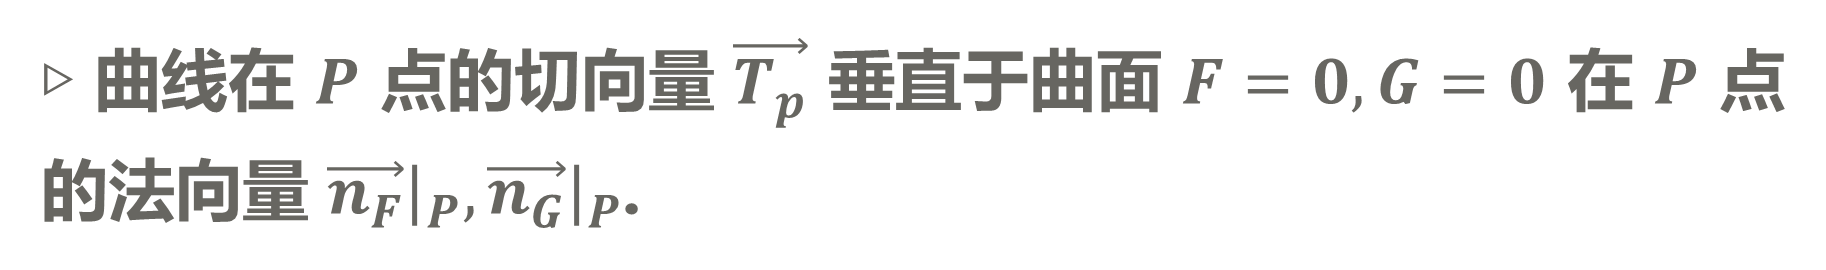 ▷ 曲线在 P 点的切向量 $\overrightarrow{T_p}$ 垂直于曲面 F = 0, G = 0 在 P 点
的法向量 $\overrightarrow{n_F}|_P, \overrightarrow{n_G}|_P$.